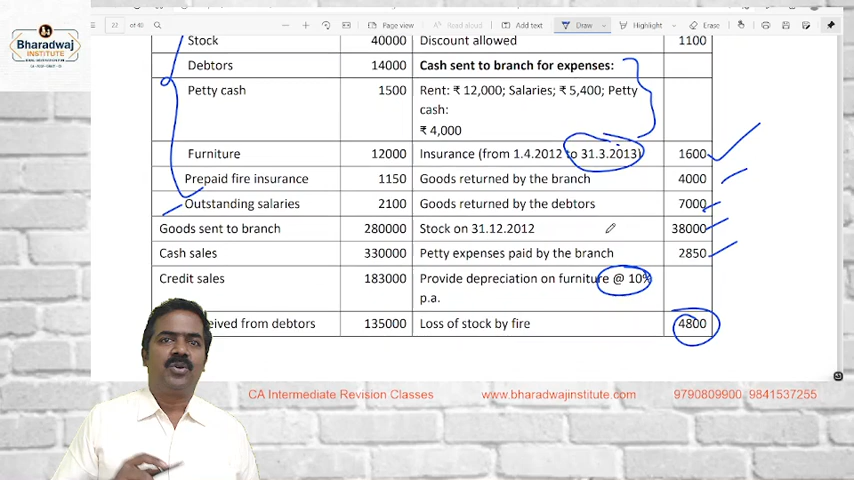 Bharadwaj
INSTITUTE
22 of 40
Page view
Read aloud
Add text
Draw
Highlight
Erase
Stock 40000 Discount allowed 1100
Debtors 14000 Cash sent to branch for expenses:
Petty cash 1500 Rent: ₹ 12,000; Salaries; ₹ 5,400; Petty
cash:
₹ 4,000
Furniture 12000 Insurance (from 1.4.2012 to 31.3.2013) 1600
Prepaid fire insurance 1150 Goods returned by the branch 4000
Outstanding salaries 2100 Goods returned by the debtors 7000
Goods sent to branch 280000 Stock on 31.12.2012 38000
Cash sales 330000 Petty expenses paid by the branch 2850
Credit sales 183000 Provide depreciation on furniture @ 10%
p.a.
eived from debtors 135000 Loss of stock by fire 4800
CA Intermediate Revision Classes www.bharadwajinstitute.com 9790809900, 9841537255